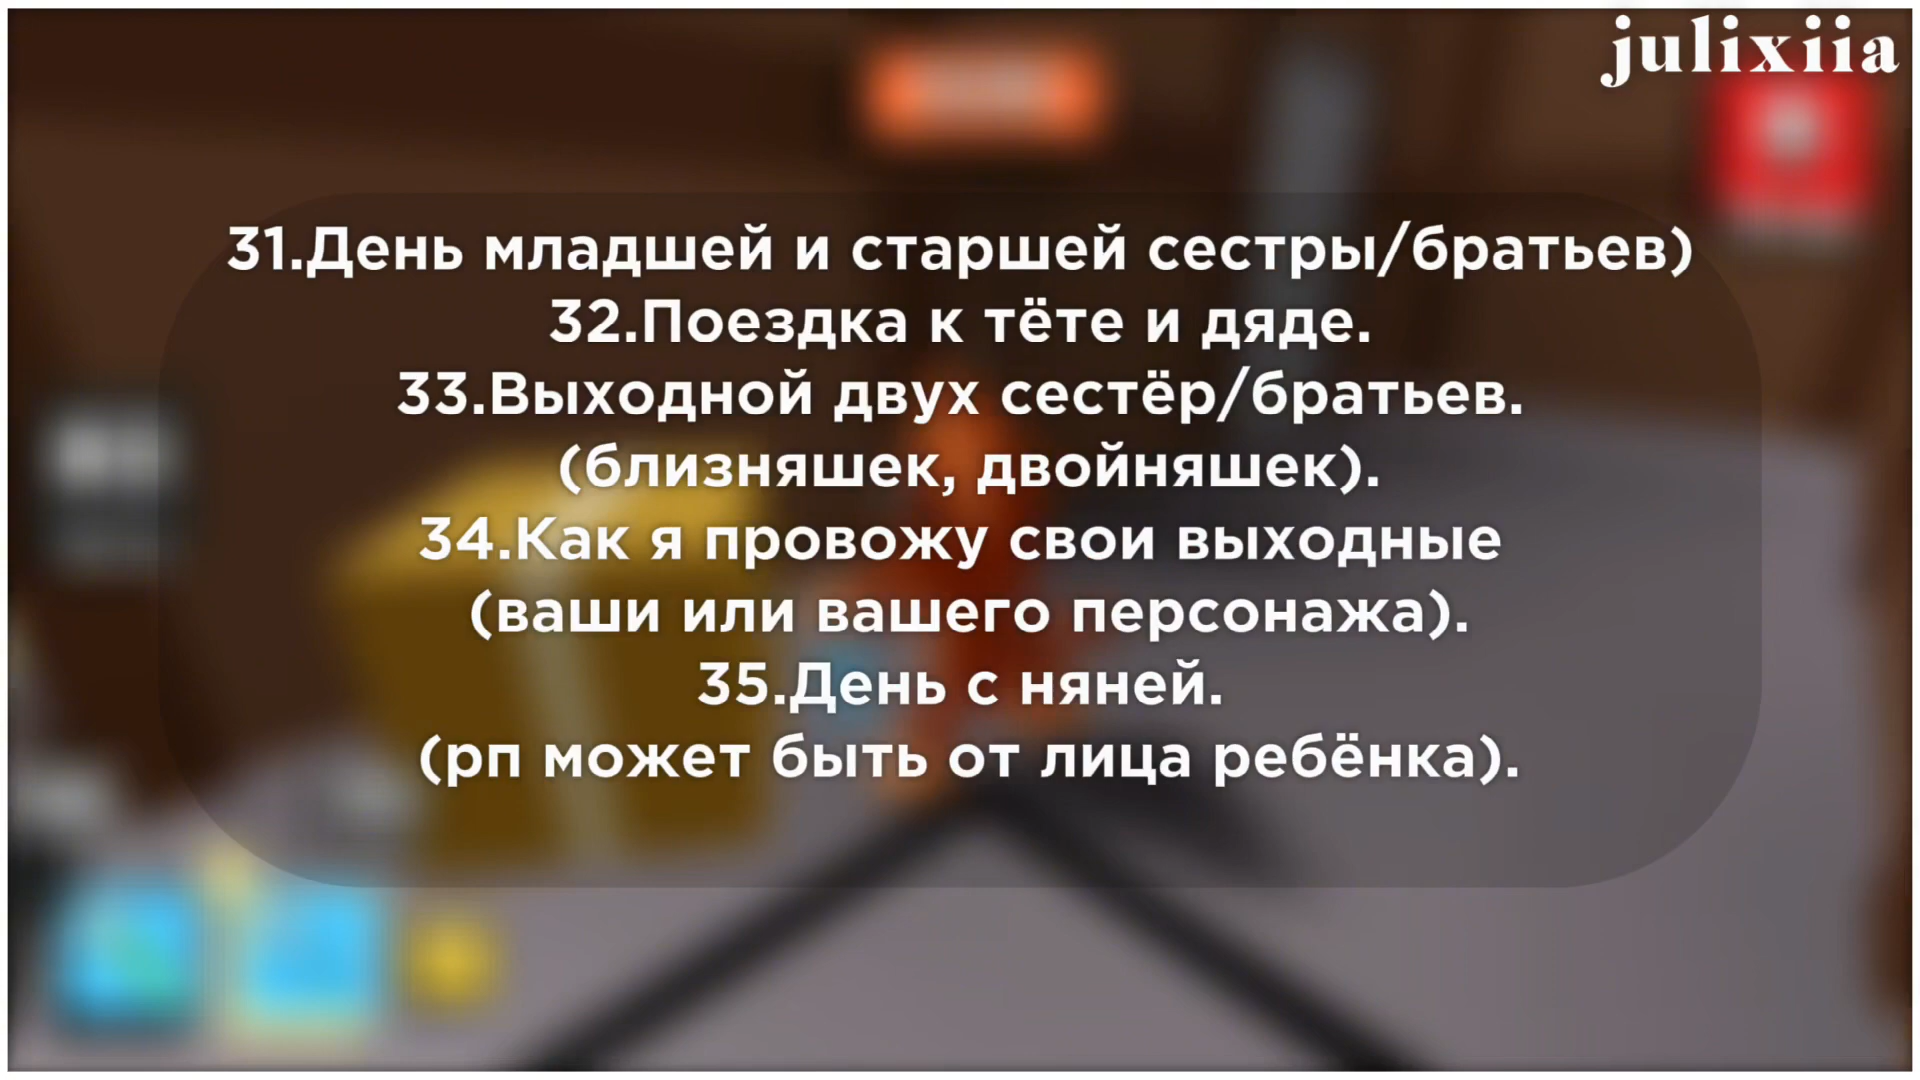 julixiia
31.День младшей и старшей сестры/братьев)
32.Поездка к тёте и дяде.
33.Выходной двух сестёр/братьев.
(близняшек, двойняшек).
34.Как я провожу свои выходные
(ваши или вашего персонажа).
35.День с няней.
(рп может быть от лица ребёнка).